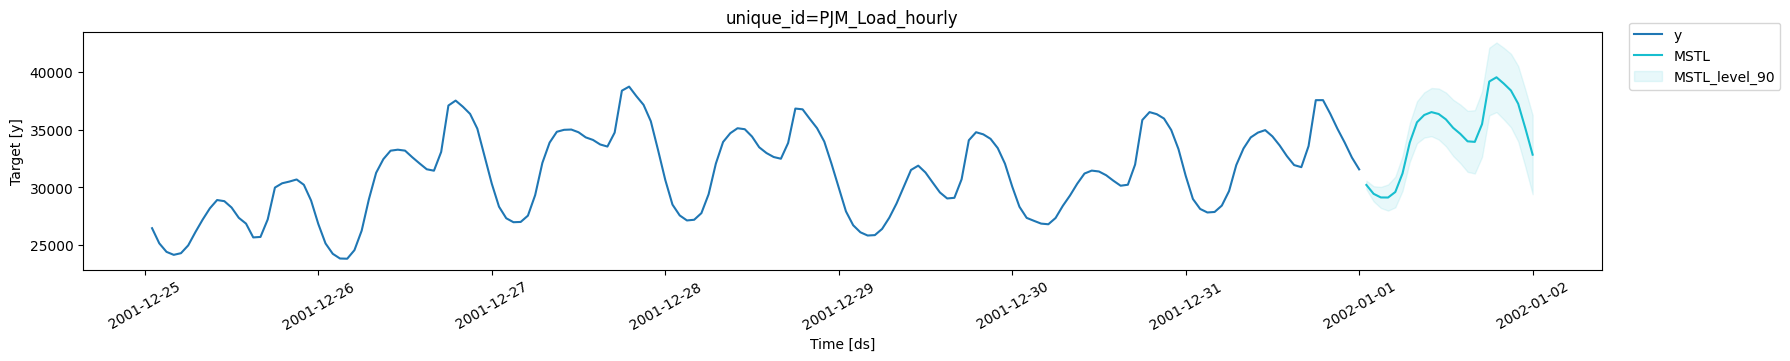 unique_id=PJM_Load_hourly
y
MSTL
MSTL_level_90
Target [y]
40000
35000
30000
25000
2001-12-25
2001-12-26
2001-12-27
2001-12-28
2001-12-29
2001-12-30
2001-12-31
2002-01-01
2002-01-02
Time [ds]